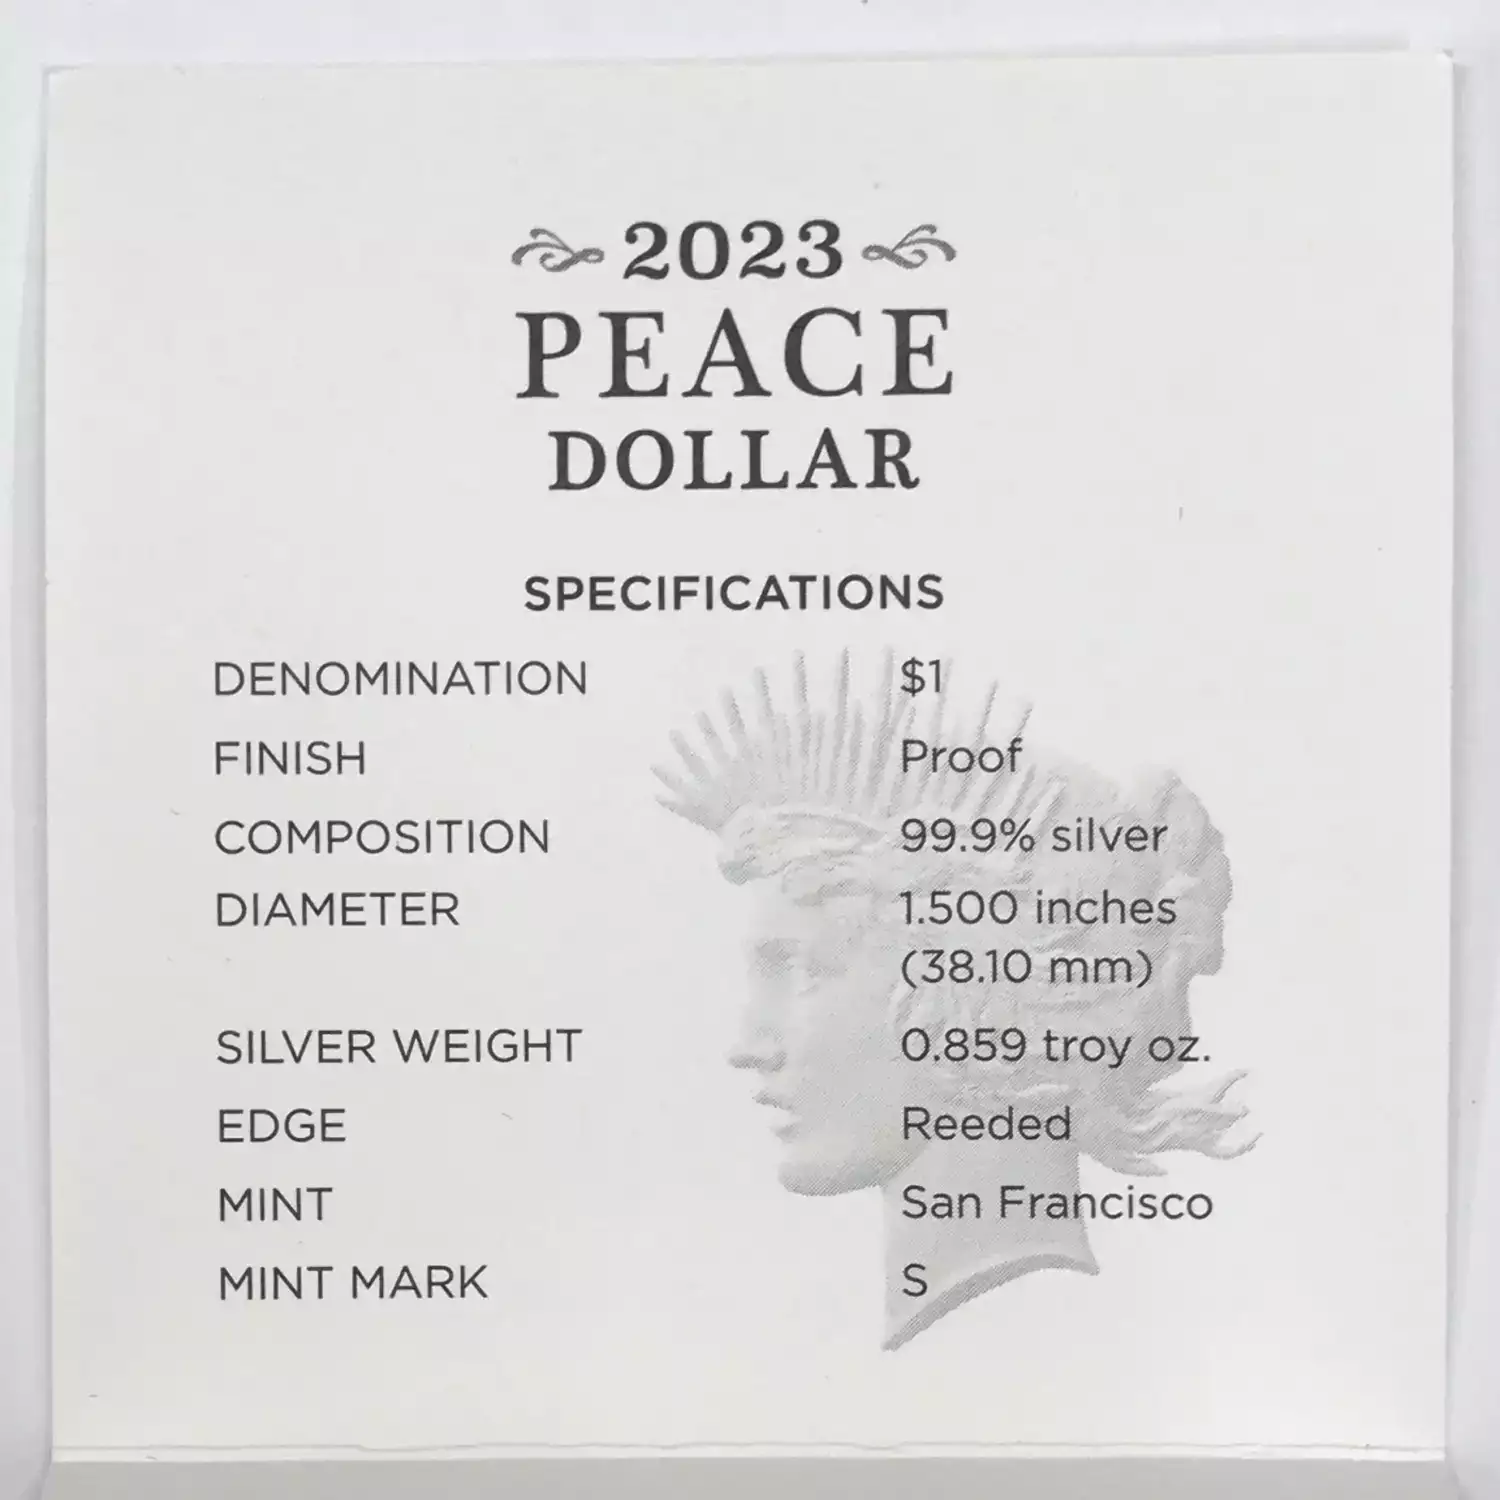 2023
PEACE
DOLLAR
SPECIFICATIONS
DENOMINATION $1
FINISH Proof
COMPOSITION 99.9% silver
DIAMETER 1.500 inches
(38.10 mm)
SILVER WEIGHT 0.859 troy oz.
EDGE Reeded
MINT San Francisco
MINT MARK S